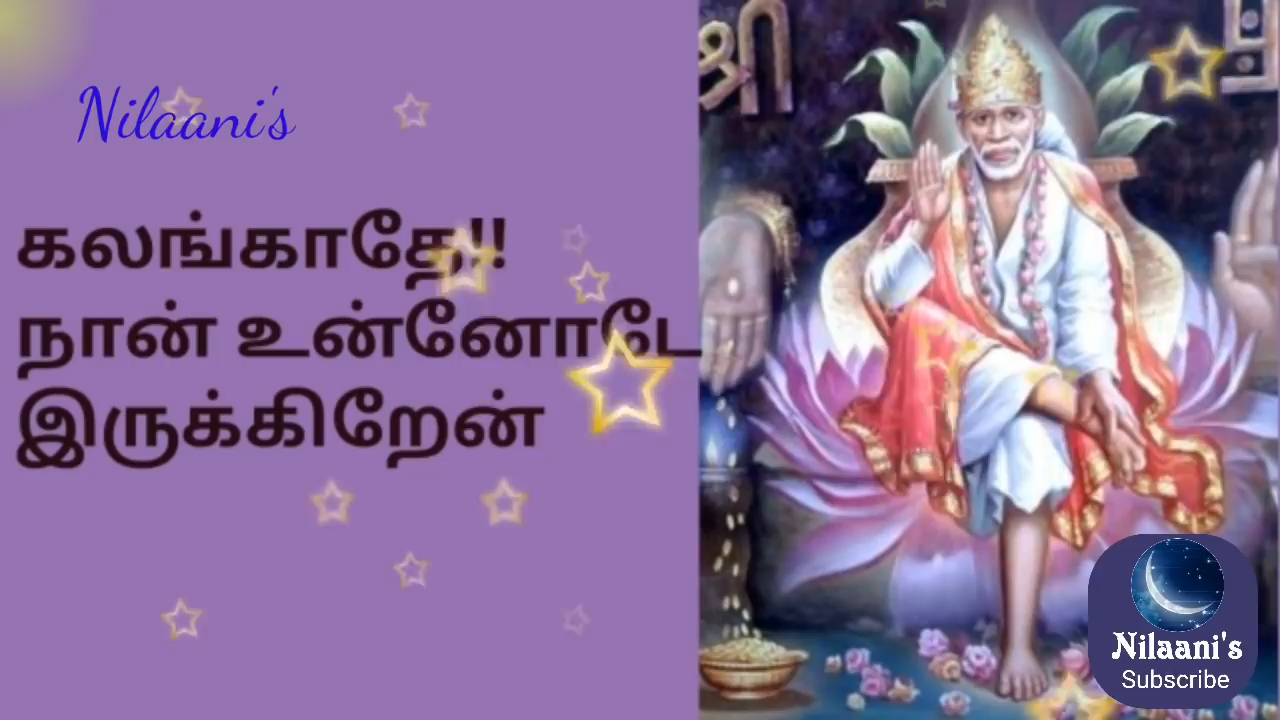 Nilaani's
கலங்காதே!!
நான் உன்னோடே
இருக்கிறேன்
Nilaani's
Subscribe